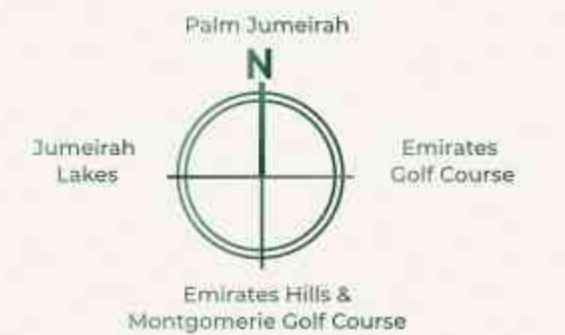 Palm Jumeirah
N
Jumeirah
Lakes
Emirates
Golf Course
Emirates Hills &
Montgomerie Golf Course